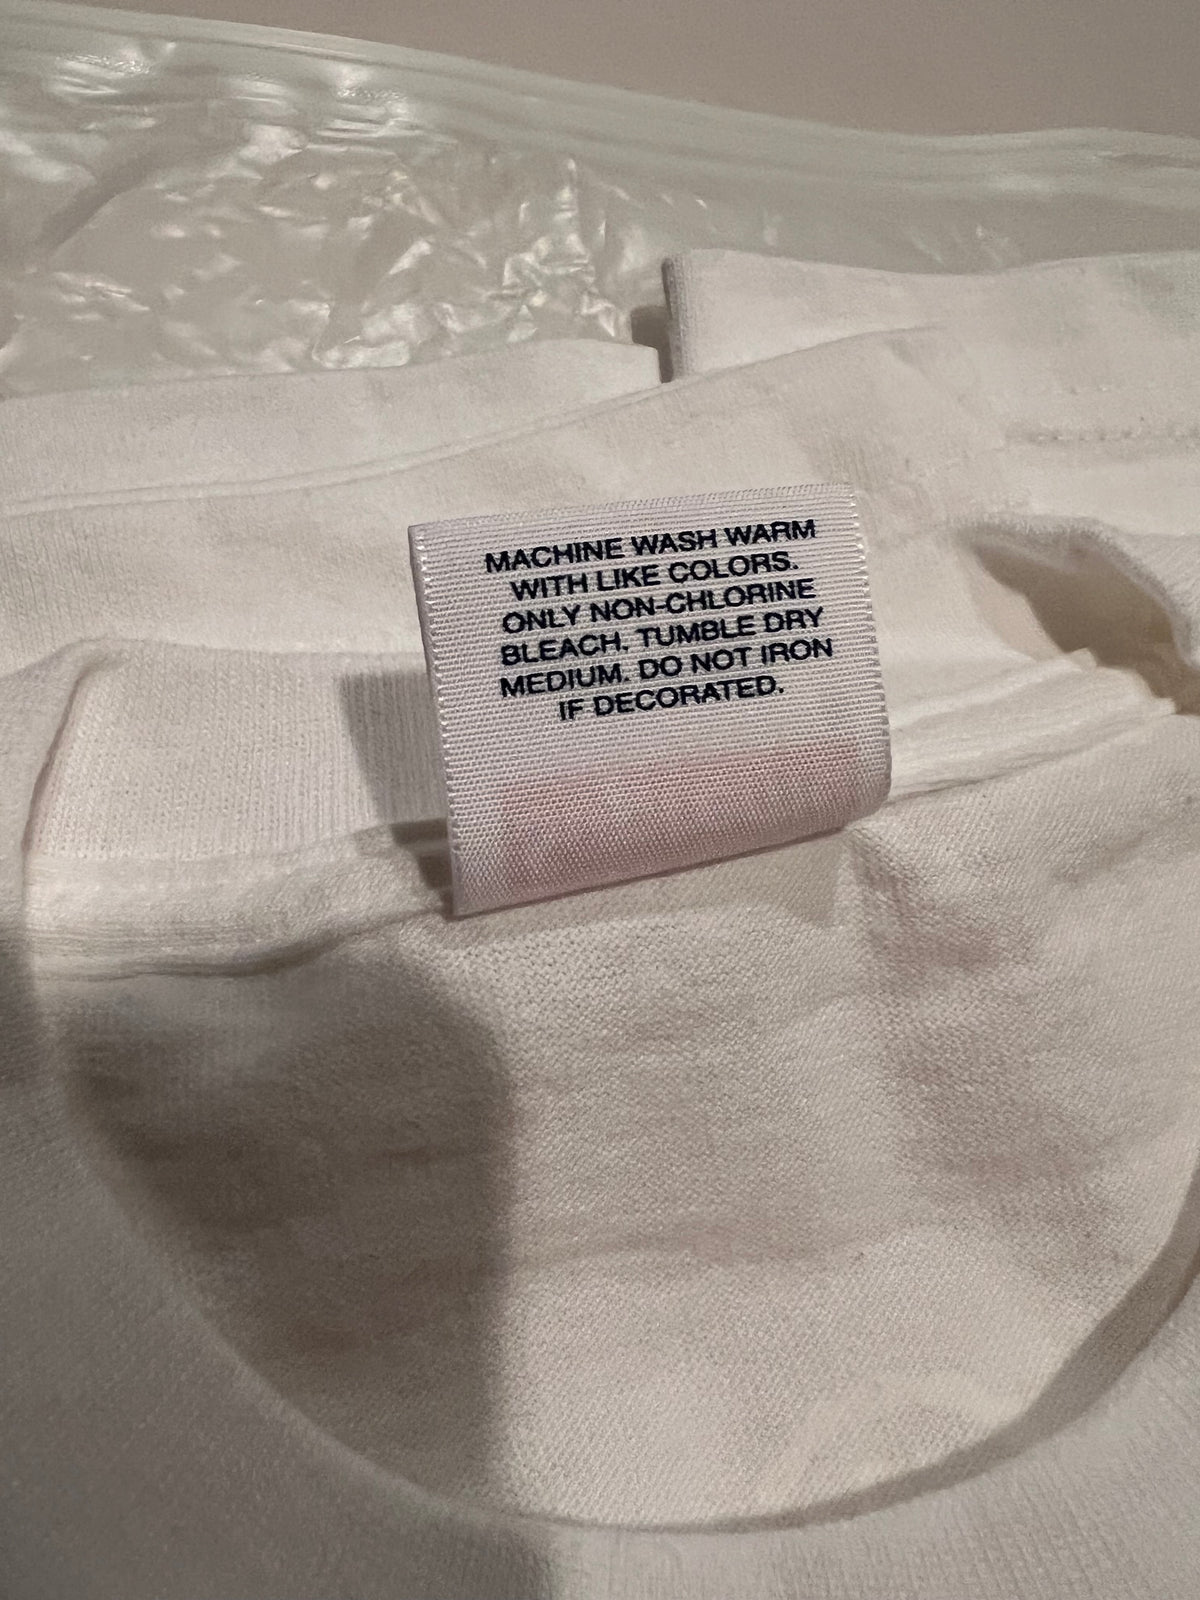 MACHINE WASH WARM
WITH LIKE COLORS.
ONLY NON-CHLORINE
BLEACH. TUMBLE DRY
MEDIUM. DO NOT IRON
IF DECORATED.